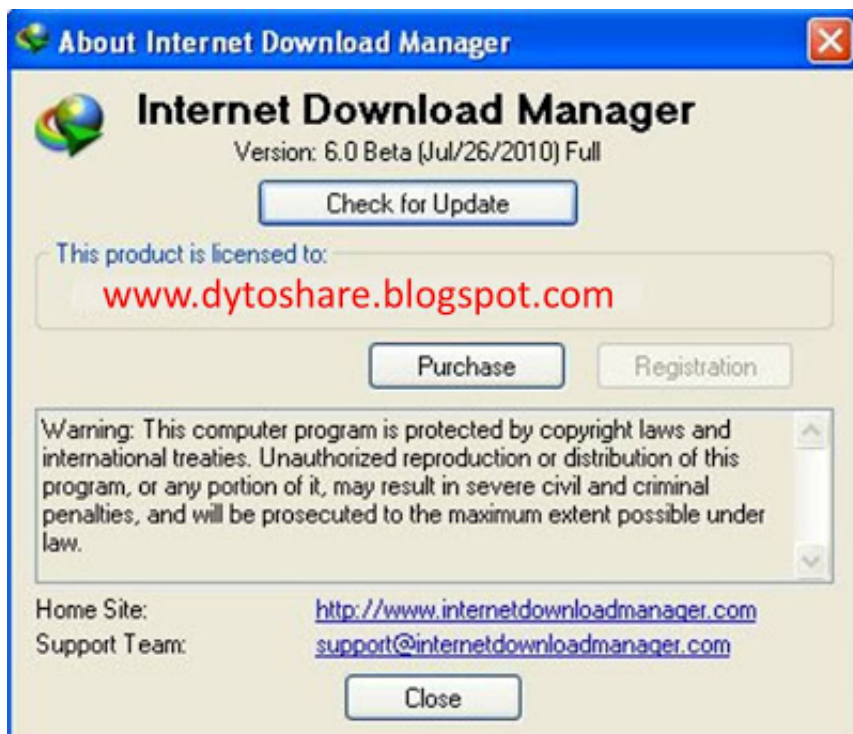 About Internet Download Manager
Internet Download Manager
Version: 6.0 Beta (Jul/26/2010) Full
Check for Update
This product is licensed to:
www.dytoshare.blogspot.com
Purchase
Registration
Warning: This computer program is protected by copyright laws and
international treaties. Unauthorized reproduction or distribution of this
program, or any portion of it, may result in severe civil and criminal
penalties, and will be prosecuted to the maximum extent possible under
law.
Home Site: http://www.internetdownloadmanager.com
Support Team: support@internetdownloadmanager.com
Close